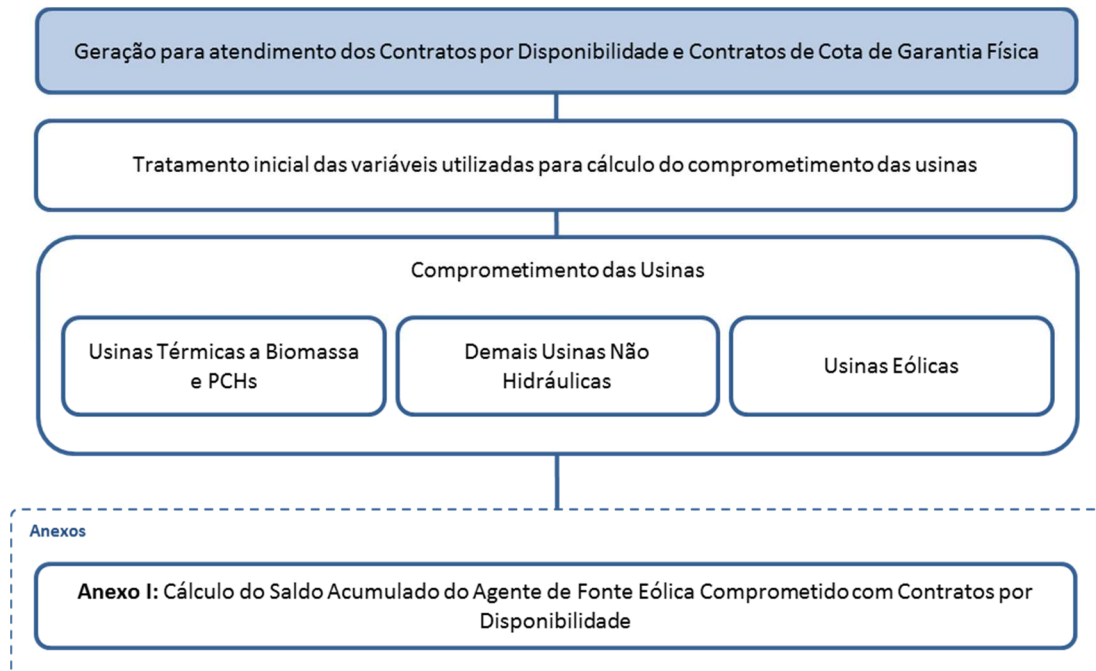 Geração para atendimento dos Contratos por Disponibilidade e Contratos de Cota de Garantia Física
Tratamento inicial das variáveis utilizadas para cálculo do comprometimento das usinas
Comprometimento das Usinas
Usinas Térmicas a Biomassa
e PCHs
Demais Usinas Não
Hidráulicas
Usinas Eólicas
Anexos
Anexo I: Cálculo do Saldo Acumulado do Agente de Fonte Eólica Comprometido com Contratos por
Disponibilidade